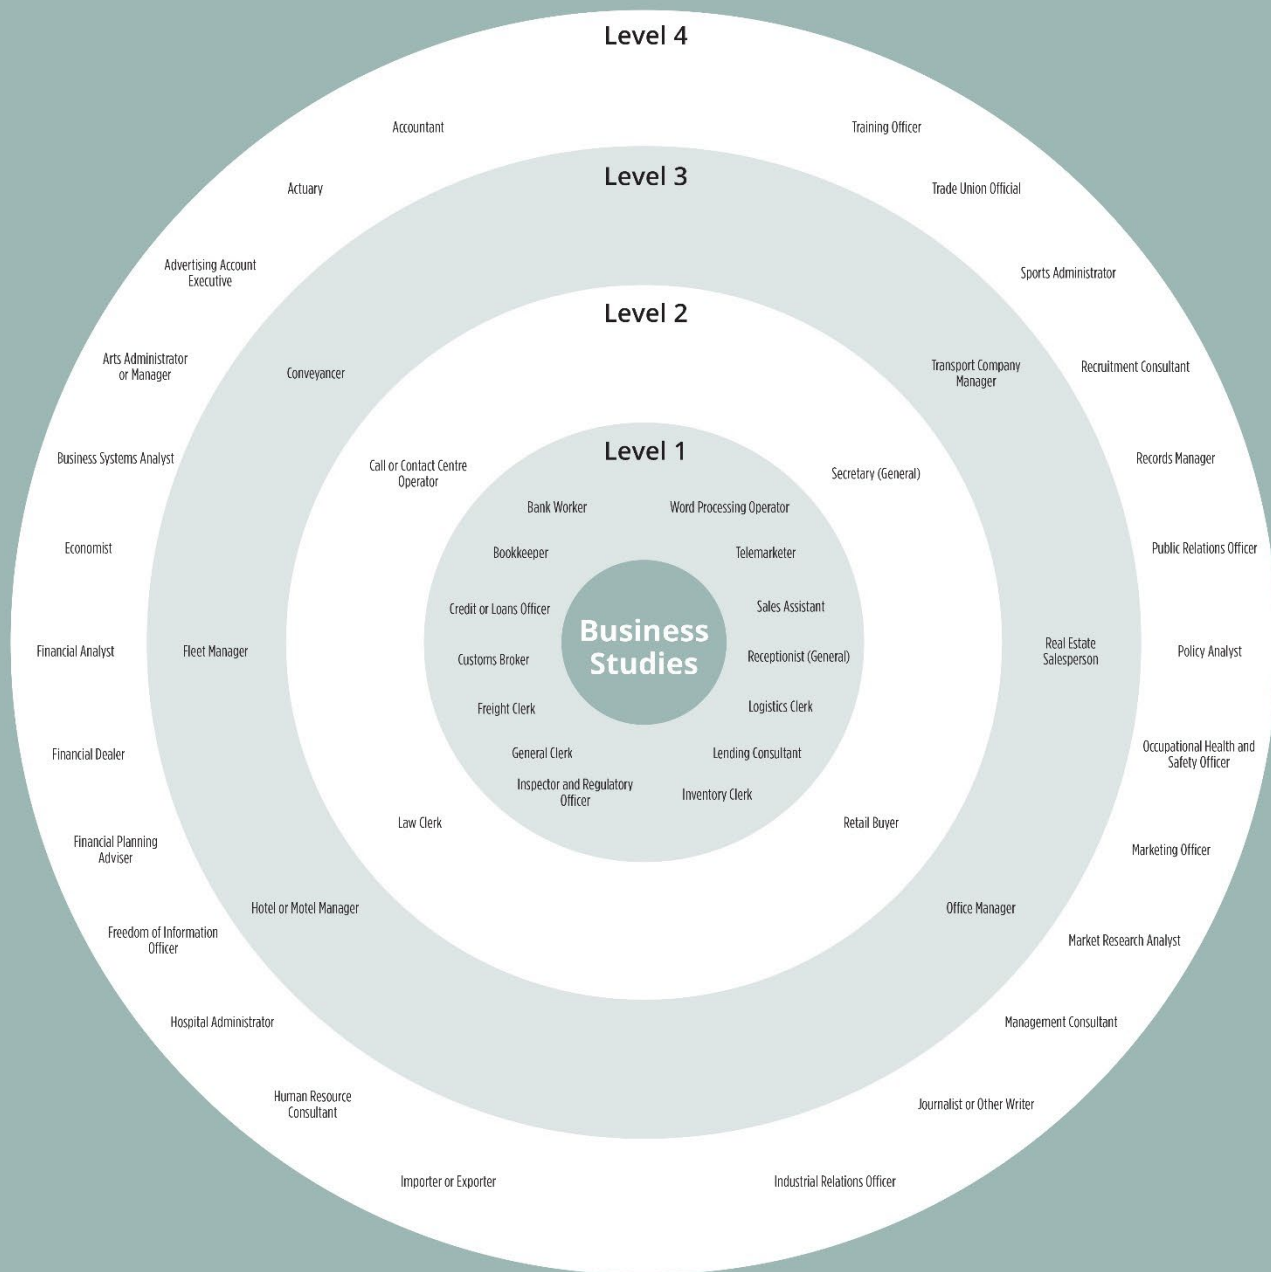 Level 4
Accountant
Training Officer
Actuary
Trade Union Official
Advertising Account
Executive
Sports Administrator
Arts Administrator
or Manager
Recruitment Consultant
Business Systems Analyst
Records Manager
Economist
Public Relations Officer
Financial Analyst
Policy Analyst
Financial Dealer
Occupational Health and
Safety Officer
Financial Planning
Adviser
Marketing Officer
Freedom of Information
Officer
Market Research Analyst
Hospital Administrator
Management Consultant
Human Resource
Consultant
Journalist or Other Writer
Importer or Exporter
Industrial Relations Officer
Level 3
Conveyancer
Transport Company
Manager
Fleet Manager
Real Estate
Salesperson
Hotel or Motel Manager
Office Manager
Level 2
Call or Contact Centre
Operator
Secretary (General)
Law Clerk
Retail Buyer
Level 1
Bank Worker
Word Processing Operator
Bookkeeper
Telemarketer
Credit or Loans Officer
Sales Assistant
Customs Broker
Receptionist (General)
Freight Clerk
Logistics Clerk
General Clerk
Lending Consultant
Inspector and Regulatory
Officer
Inventory Clerk
Business
Studies